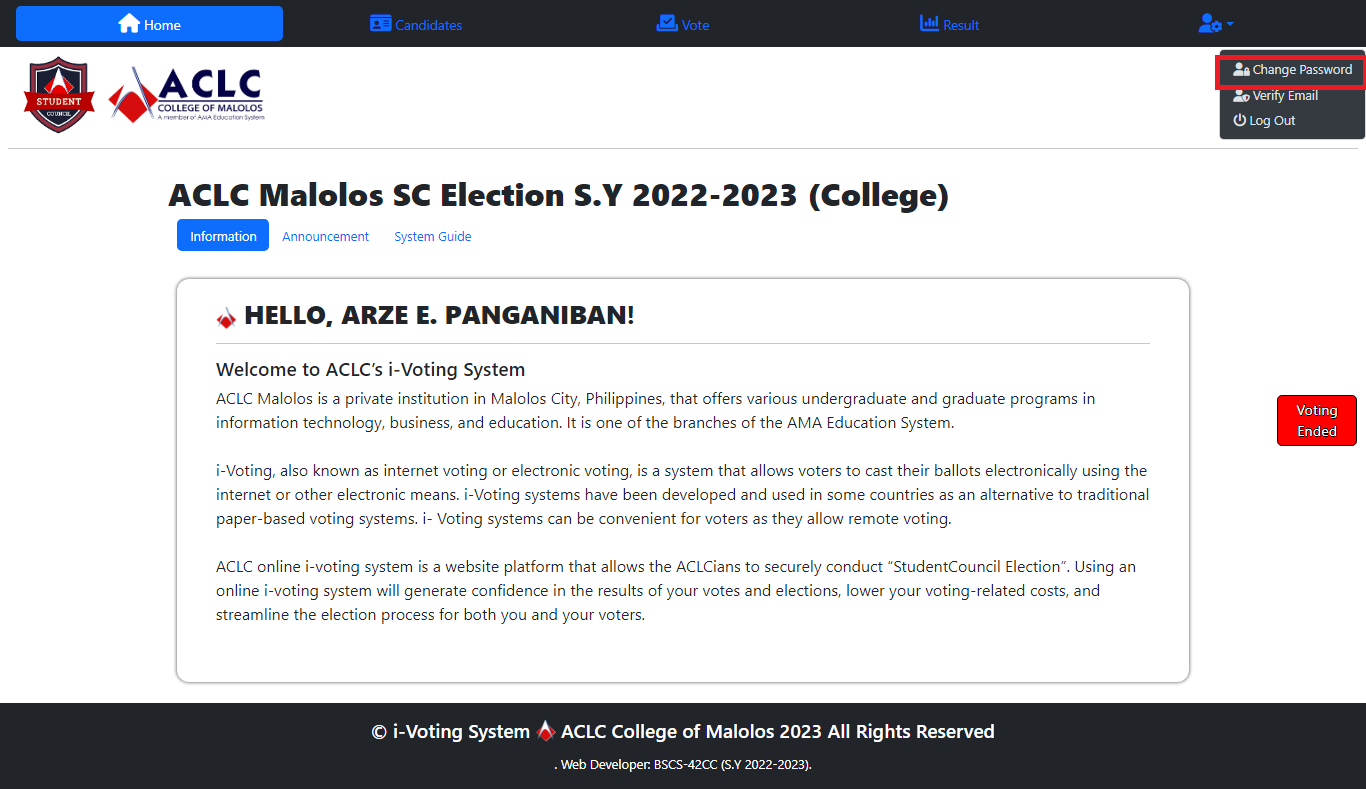 Home
Candidates
Vote
Result
STUDENT
COUNCIL
ACLC
COLLEGE OF MALOLOS
A member of AMA Education System
Change Password
Verify Email
Log Out
ACLC Malolos SC Election S.Y 2022-2023 (College)
Information
Announcement
System Guide
HELLO, ARZE E. PANGANIBAN!
Welcome to ACLC’s i-Voting System
ACLC Malolos is a private institution in Malolos City, Philippines, that offers various undergraduate and graduate programs in
information technology, business, and education. It is one of the branches of the AMA Education System.
i-Voting, also known as internet voting or electronic voting, is a system that allows voters to cast their ballots electronically using the
internet or other electronic means. i-Voting systems have been developed and used in some countries as an alternative to traditional
paper-based voting systems. i- Voting systems can be convenient for voters as they allow remote voting.
ACLC online i-voting system is a website platform that allows the ACLCians to securely conduct “StudentCouncil Election”. Using an
online i-voting system will generate confidence in the results of your votes and elections, lower your voting-related costs, and
streamline the election process for both you and your voters.
Voting
Ended
© i-Voting System ACLC College of Malolos 2023 All Rights Reserved
. Web Developer: BSCS-42CC (S.Y 2022-2023).